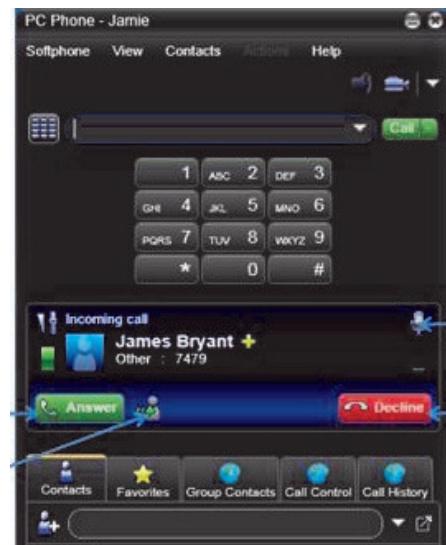 PC Phone - Jamie
Softphone View Contacts Actions Help
Call
1 ABC 2 DEF 3
GHI 4 JKL 5 MNO 6
PQRS 7 TUV 8 WXYZ 9
* 0 #
Incoming call
James Bryant
Other : 7479
Answer Decline
Contacts Favorites Group Contacts Call Control Call History